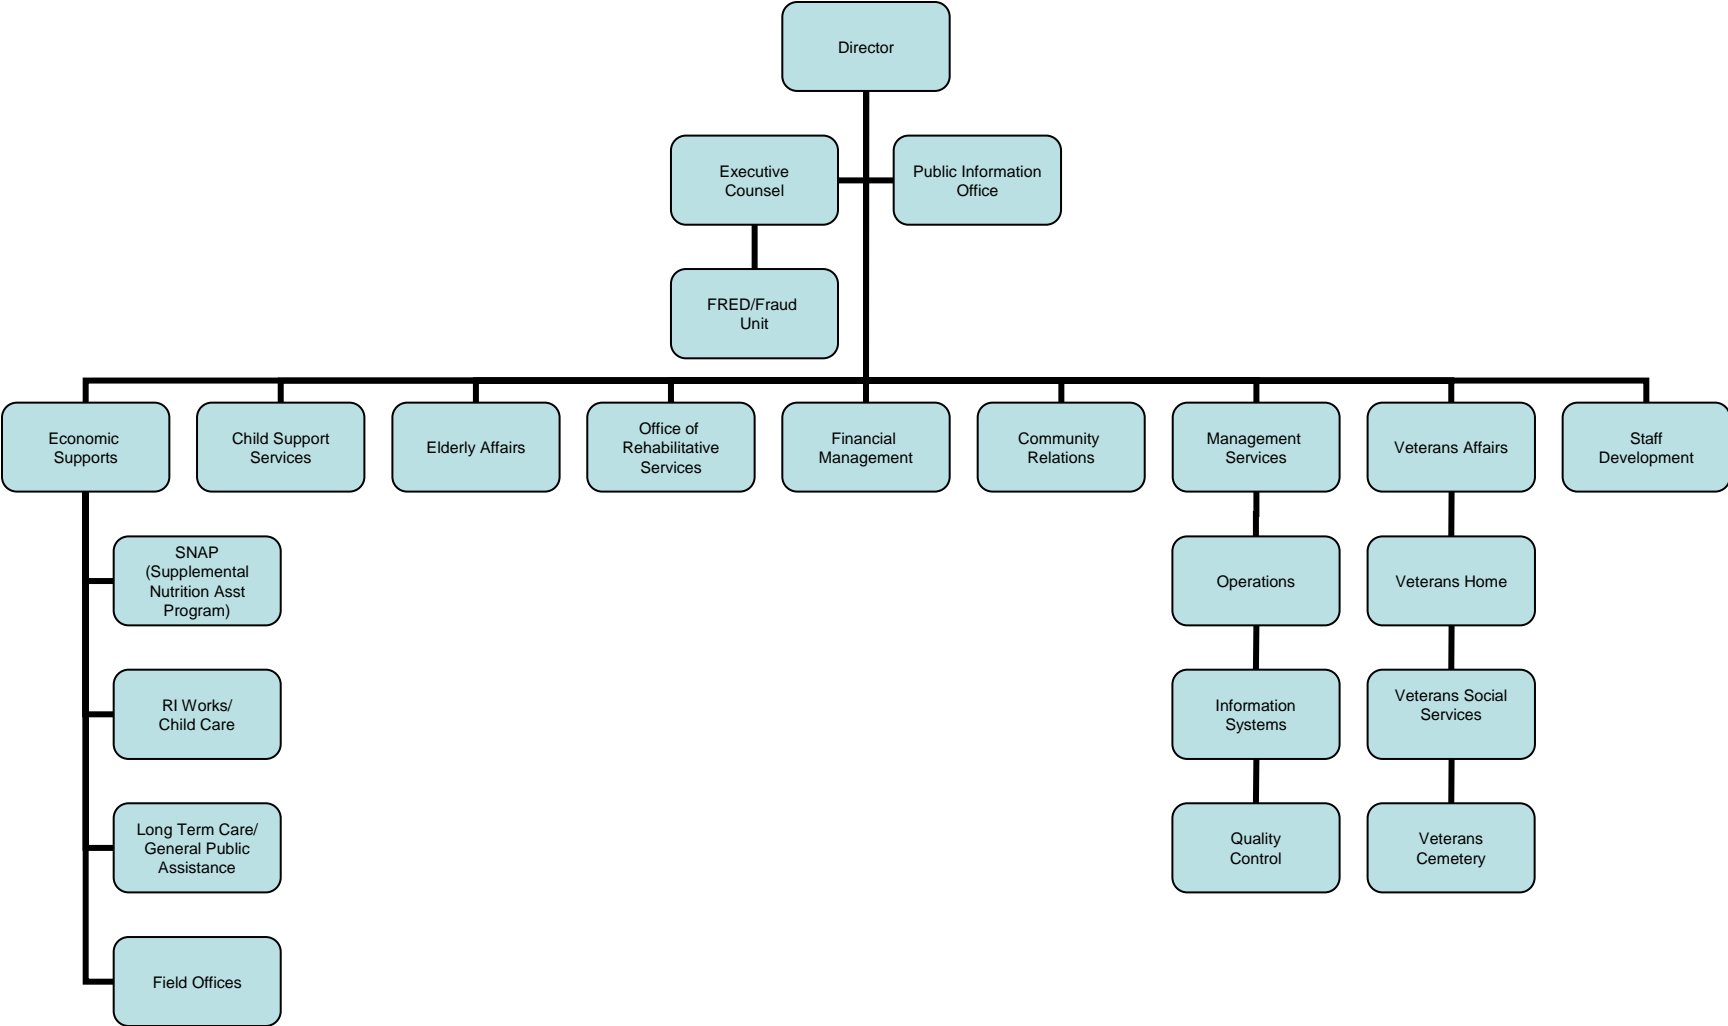 Director
Executive
Counsel
Public Information
Office
FRED/Fraud
Unit
Economic
Supports
Child Support
Services
Elderly Affairs
Office of
Rehabilitative
Services
Financial
Management
Community
Relations
Management
Services
Veterans Affairs
Staff
Development
SNAP
(Supplemental
Nutrition Asst
Program)
Operations
Veterans Home
RI Works/
Child Care
Information
Systems
Veterans Social
Services
Long Term Care/
General Public
Assistance
Quality
Control
Veterans
Cemetery
Field Offices